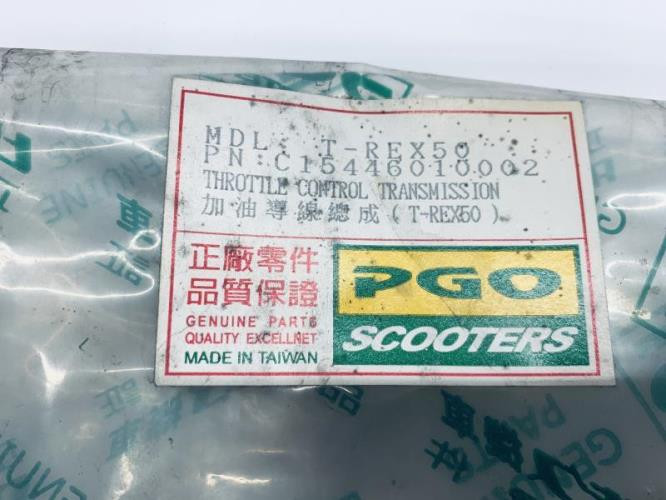 MDL: T-REX50
PN:C15446010002
THROTTLE CONTROL TRANSMISSION
加油導線總成(T-REX50)
正廠零件
品質保證
GENUINE PARTS
QUALITY EXCELLNET
MADE IN TAIWAN
PGO
SCOOTERS
GENUINE